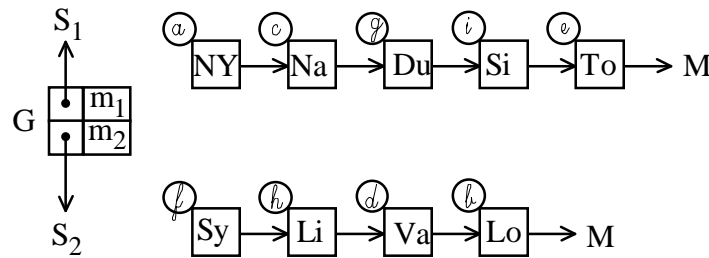 S1
a c g i e
NY Na Du Si To M
G m1
m2
S2
f h d b
Sy Li Va Lo M